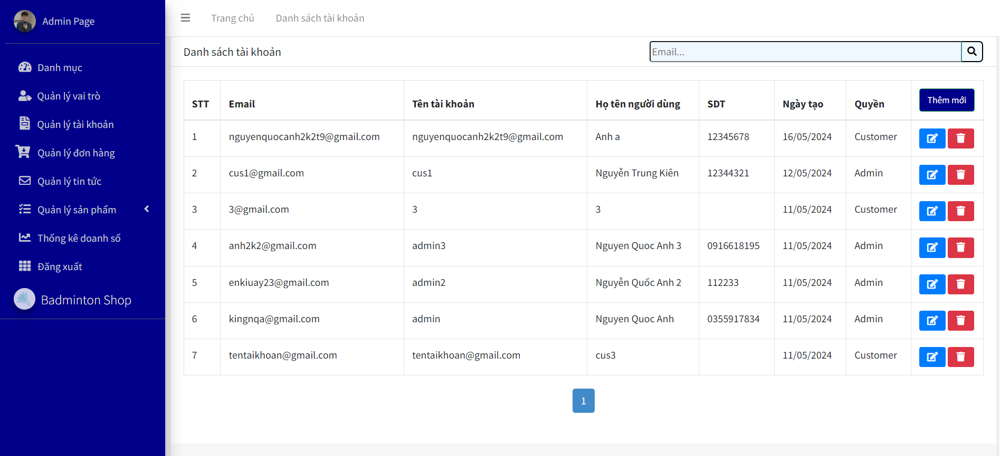 Admin Page
Danh mục
Quản lý vai trò
Quản lý tài khoản
Quản lý đơn hàng
Quản lý tin tức
Quản lý sản phẩm
Thống kê doanh số
Đăng xuất
Badminton Shop
Trang chủ Danh sách tài khoản
Danh sách tài khoản Email...
STT Email Tên tài khoản Họ tên người dùng SDT Ngày tạo Quyền Thêm mới
1 nguyenquocanh2k2t9@gmail.com nguyenquocanh2k2t9@gmail.com Anh a 12345678 16/05/2024 Customer
2 cus1@gmail.com cus1 Nguyễn Trung Kiên 12344321 12/05/2024 Admin
3 3@gmail.com 3 3 11/05/2024 Customer
4 anh2k2@gmail.com admin3 Nguyen Quoc Anh 3 0916618195 11/05/2024 Admin
5 enkiuay23@gmail.com admin2 Nguyễn Quốc Anh 2 112233 11/05/2024 Admin
6 kingnqa@gmail.com admin Nguyen Quoc Anh 0355917834 11/05/2024 Admin
7 tentaikhoan@gmail.com tentaikhoan@gmail.com cus3 11/05/2024 Customer
1